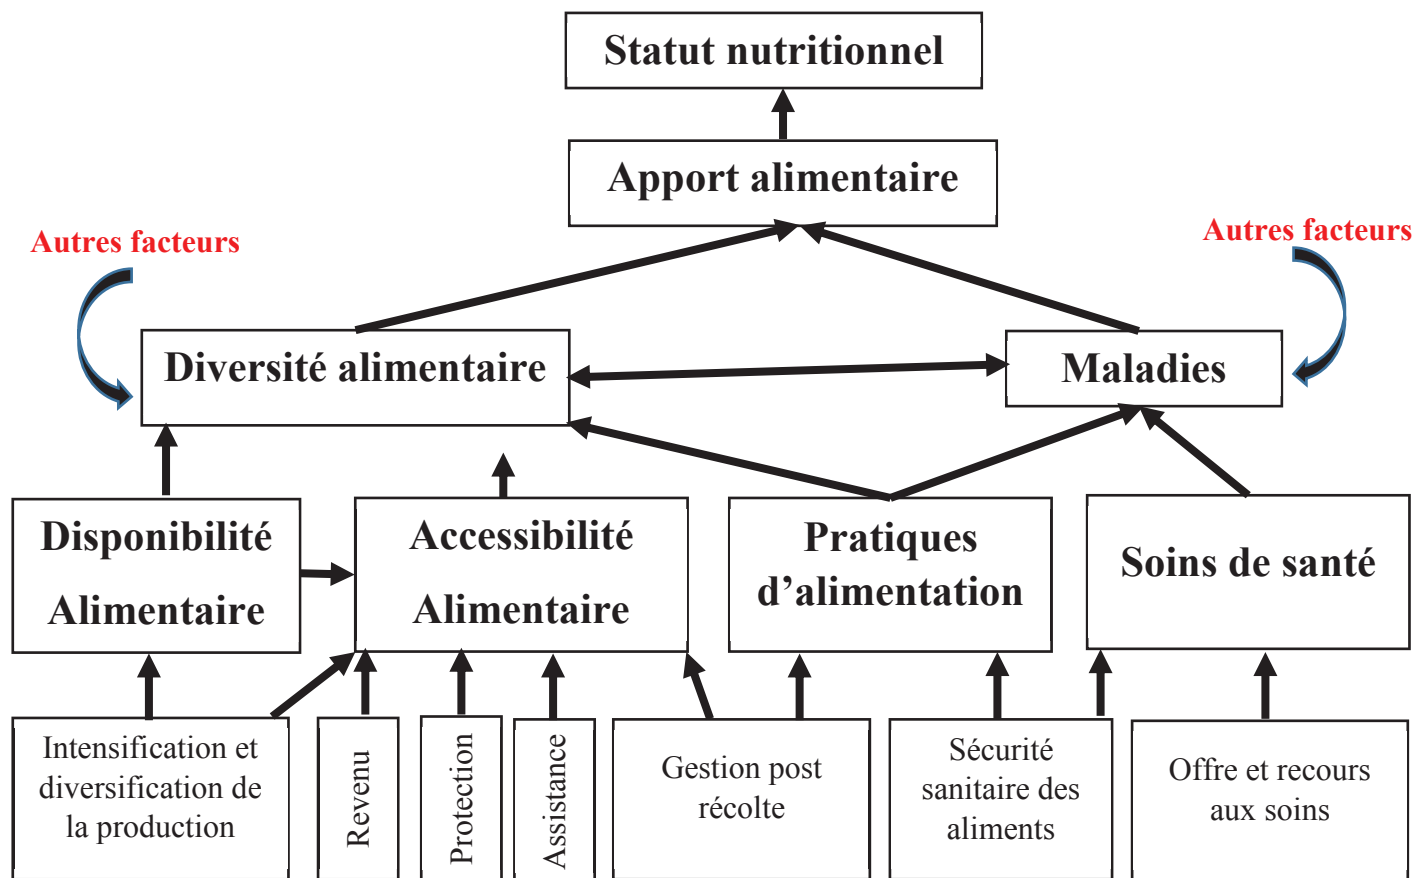 Statut nutritionnel
Apport alimentaire
Autres facteurs
Autres facteurs
Diversité alimentaire
Maladies
Disponibilité
Alimentaire
Accessibilité
Alimentaire
Pratiques
d’alimentation
Soins de santé
Intensification et
diversification de
la production
Revenu
Protection
Assistance
Gestion post
récolte
Sécurité
sanitaire des
aliments
Offre et recours
aux soins